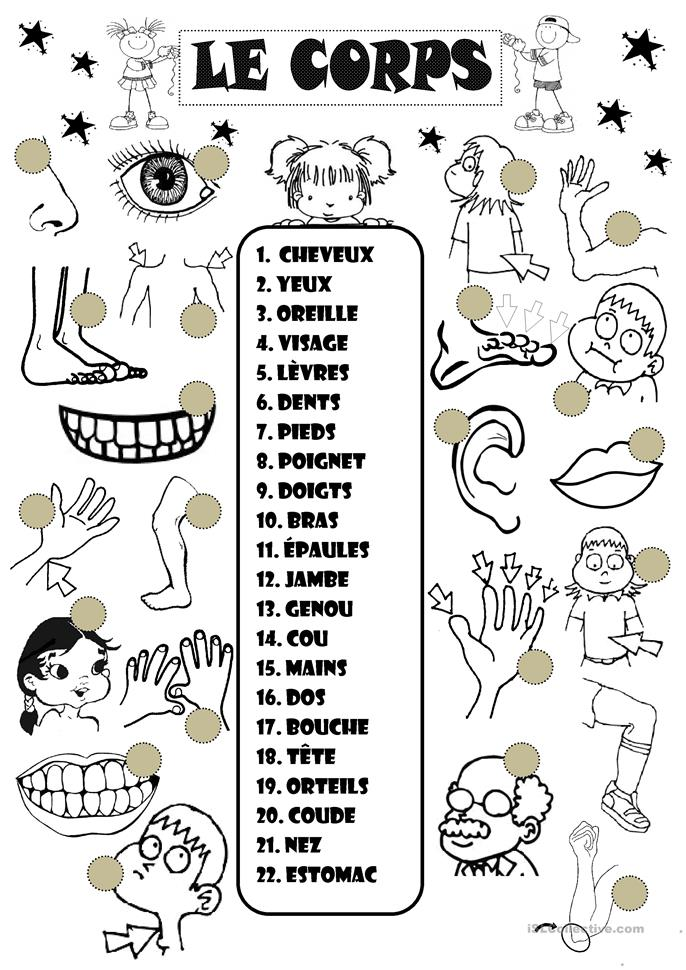 LE CORPS
1. CHEVEUX
2. YEUX
3. OREILLE
4. VISAGE
5. LÈVRES
6. DENTS
7. PIEDS
8. POIGNET
9. DOIGTS
10. BRAS
11. ÉPAULES
12. JAMBE
13. GENOU
14. COU
15. MAINS
16. DOS
17. BOUCHE
18. TÊTE
19. ORTEILS
20. COUDE
21. NEZ
22. ESTOMAC
iSLCollective.com